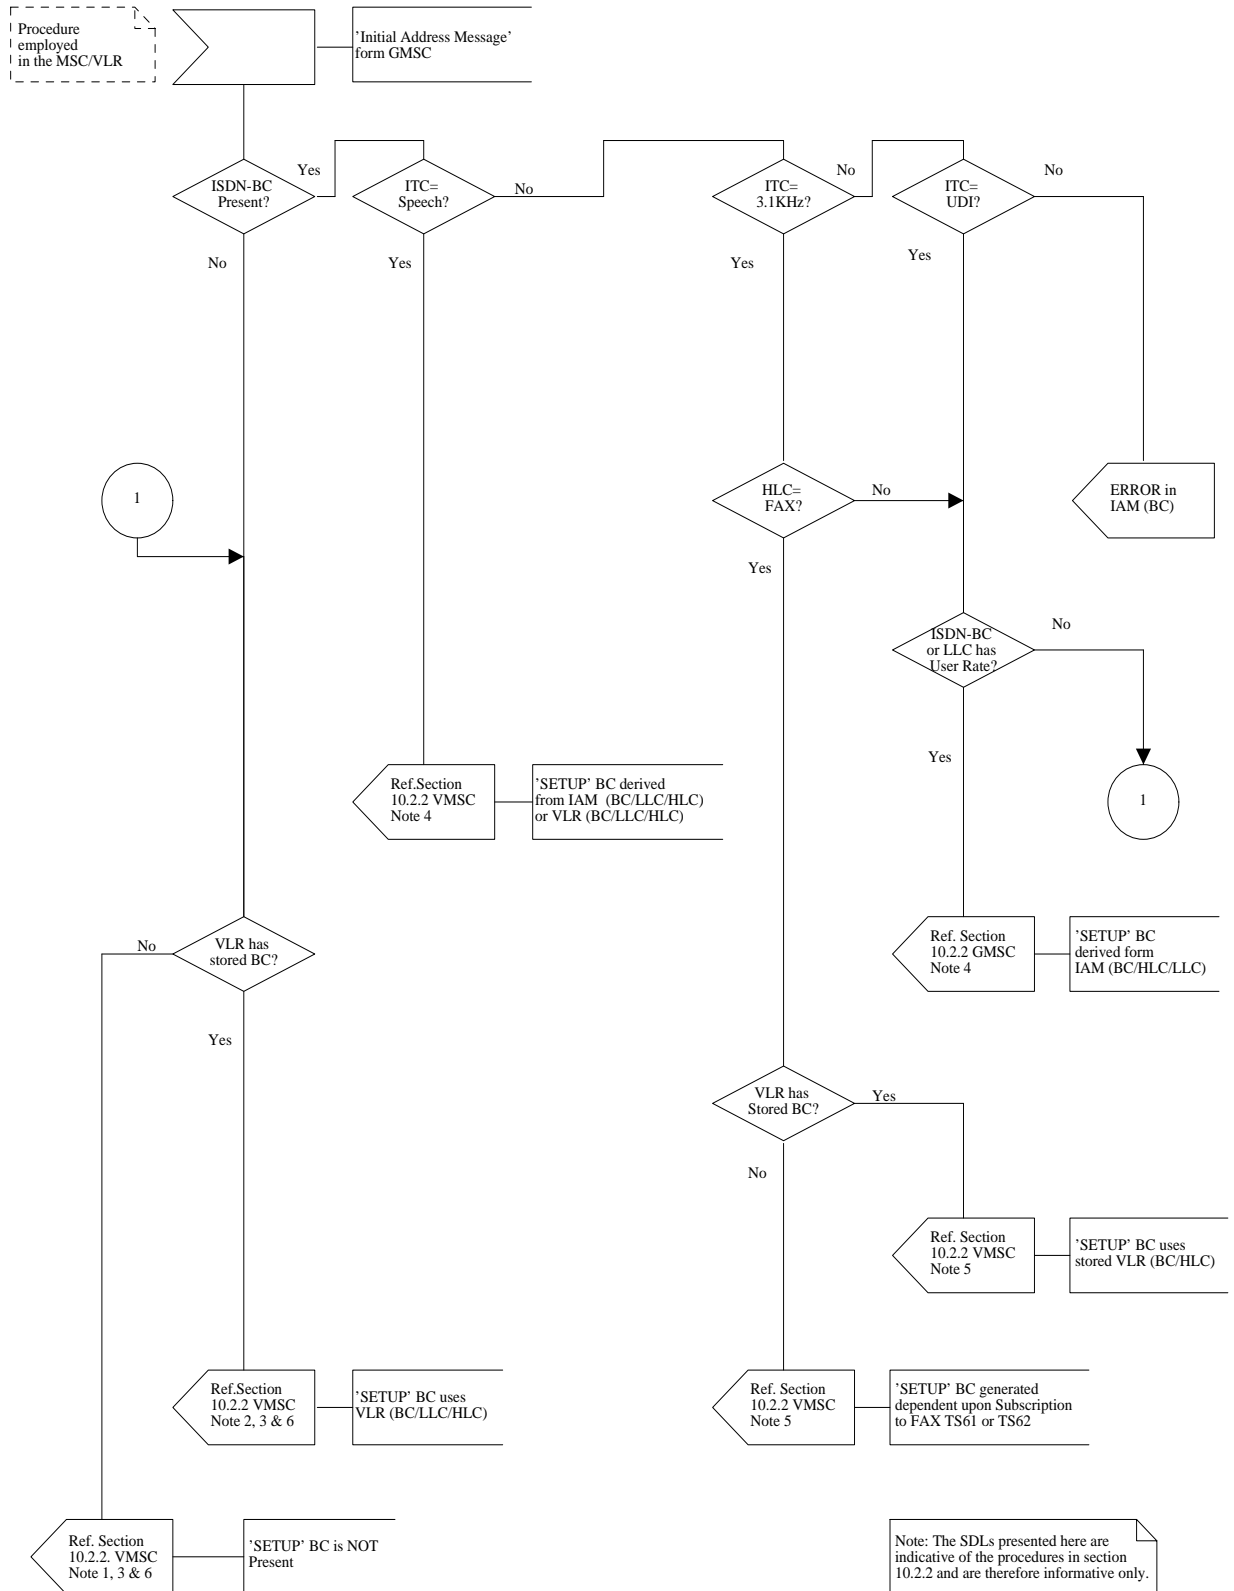 Procedure
employed
in the MSC/VLR
'Initial Address Message'
form GMSC
ISDN-BC
Present?
Yes
ITC=
Speech?
No
ITC=
3.1KHz?
No
ITC=
UDI?
No
No
Yes
Yes
Yes
1
HLC=
FAX?
No
ERROR in
IAM (BC)
Yes
ISDN-BC
or LLC has
User Rate?
No
Yes
Ref.Section
10.2.2 VMSC
Note 4
'SETUP' BC derived
from IAM (BC/LLC/HLC)
or VLR (BC/LLC/HLC)
1
No
VLR has
stored BC?
Ref. Section
10.2.2 GMSC
Note 4
'SETUP' BC
derived form
IAM (BC/HLC/LLC)
Yes
VLR has
Stored BC?
Yes
No
Ref. Section
10.2.2 VMSC
Note 5
'SETUP' BC uses
stored VLR (BC/HLC)
Ref.Section
10.2.2 VMSC
Note 2, 3 & 6
'SETUP' BC uses
VLR (BC/LLC/HLC)
Ref. Section
10.2.2 VMSC
Note 5
'SETUP' BC generated
dependent upon Subscription
to FAX TS61 or TS62
Ref. Section
10.2.2. VMSC
Note 1, 3 & 6
'SETUP' BC is NOT
Present
Note: The SDLs presented here are
indicative of the procedures in section
10.2.2 and are therefore informative only.